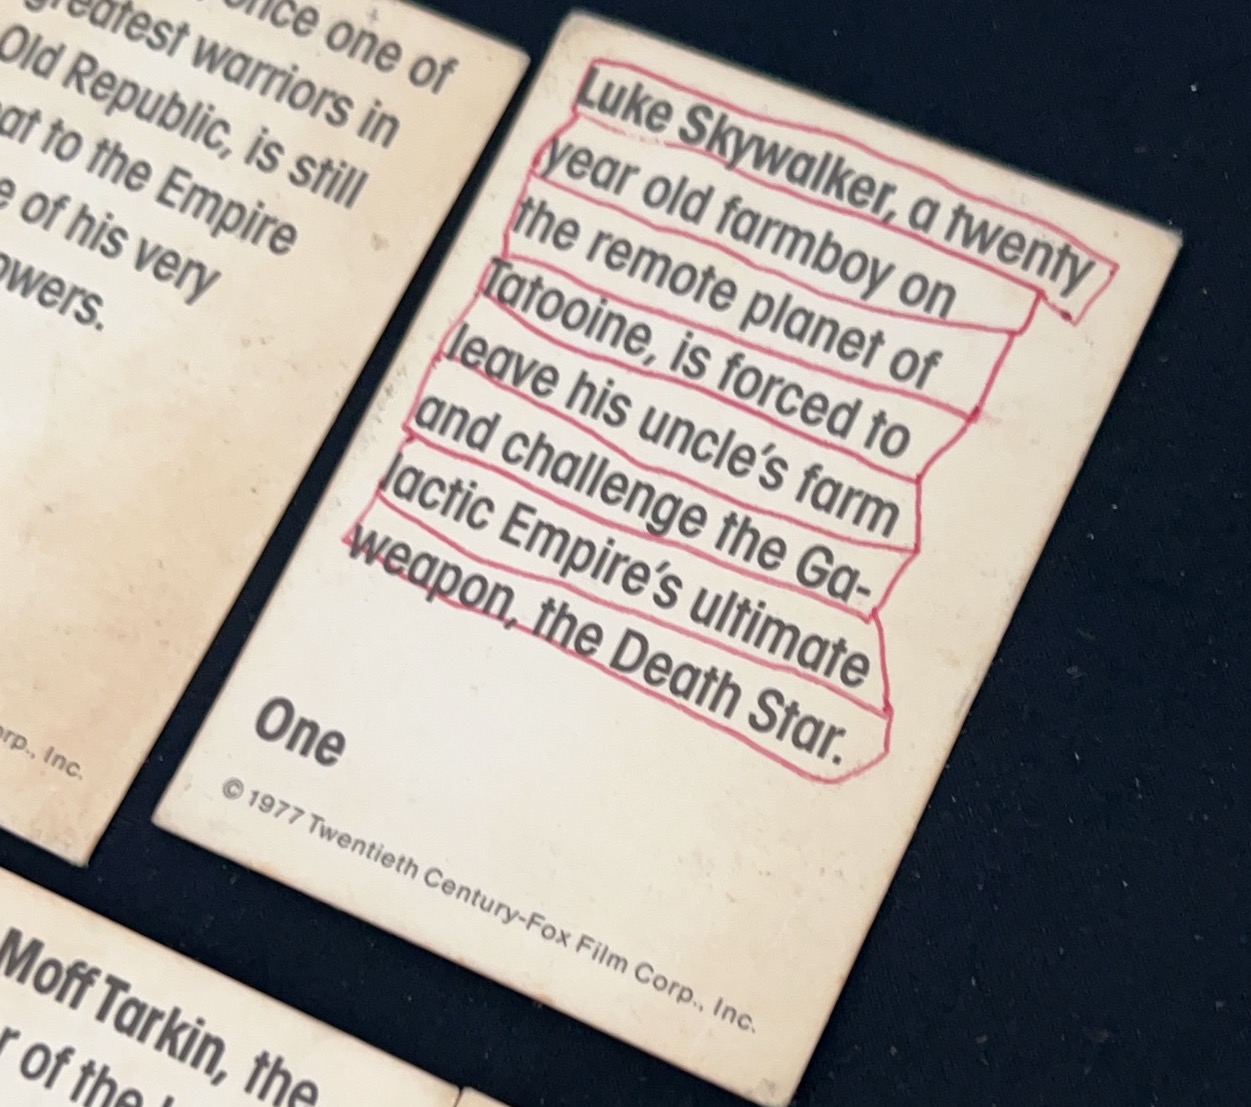 once one of
greatest warriors in
Old Republic, is still
to the Empire
of his very
Luke Skywalker, a twenty
year old farmboy on
the remote planet of
Tatooine, is forced to
leave his uncle's farm
and challenge the Ga-
lactic Empire's ultimate
weapon, the Death Star.
One
© 1977 Twentieth Century-Fox Film Corp., Inc.
Inc.
Moff Tarkin, the
of the